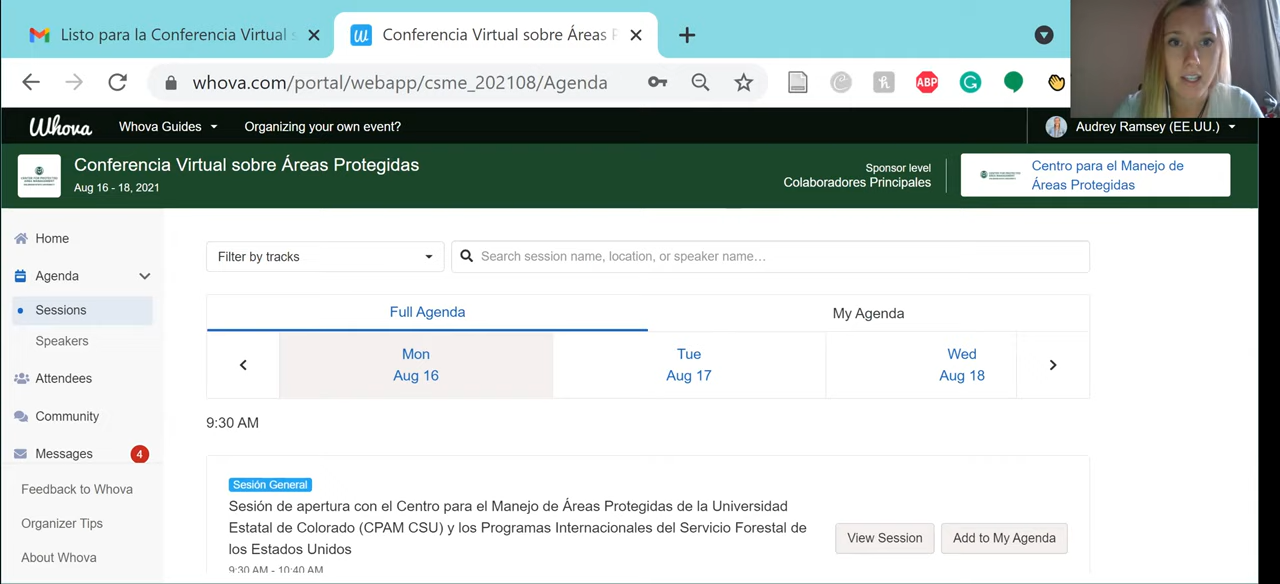 Listo para la Conferencia Virtual s
Conferencia Virtual sobre Áreas P
whova.com/portal/webapp/csme_202108/Agenda
ABP
Whova
Whova Guides
Organizing your own event?
Audrey Ramsey (EE.UU.)
Conferencia Virtual sobre Áreas Protegidas
Aug 16 - 18, 2021
Sponsor level
Colaboradores Principales
Centro para el Manejo de
Áreas Protegidas
Home
Agenda
Sessions
Speakers
Attendees
Community
Messages
4
Feedback to Whova
Organizer Tips
About Whova
Filter by tracks
Search session name, location, or speaker name…
Full Agenda
My Agenda
Mon
Aug 16
Tue
Aug 17
Wed
Aug 18
9:30 AM
Sesión General
Sesión de apertura con el Centro para el Manejo de Áreas Protegidas de la Universidad
Estatal de Colorado (CPAM CSU) y los Programas Internacionales del Servicio Forestal de
los Estados Unidos
9:30 AM - 10:40 AM
View Session
Add to My Agenda